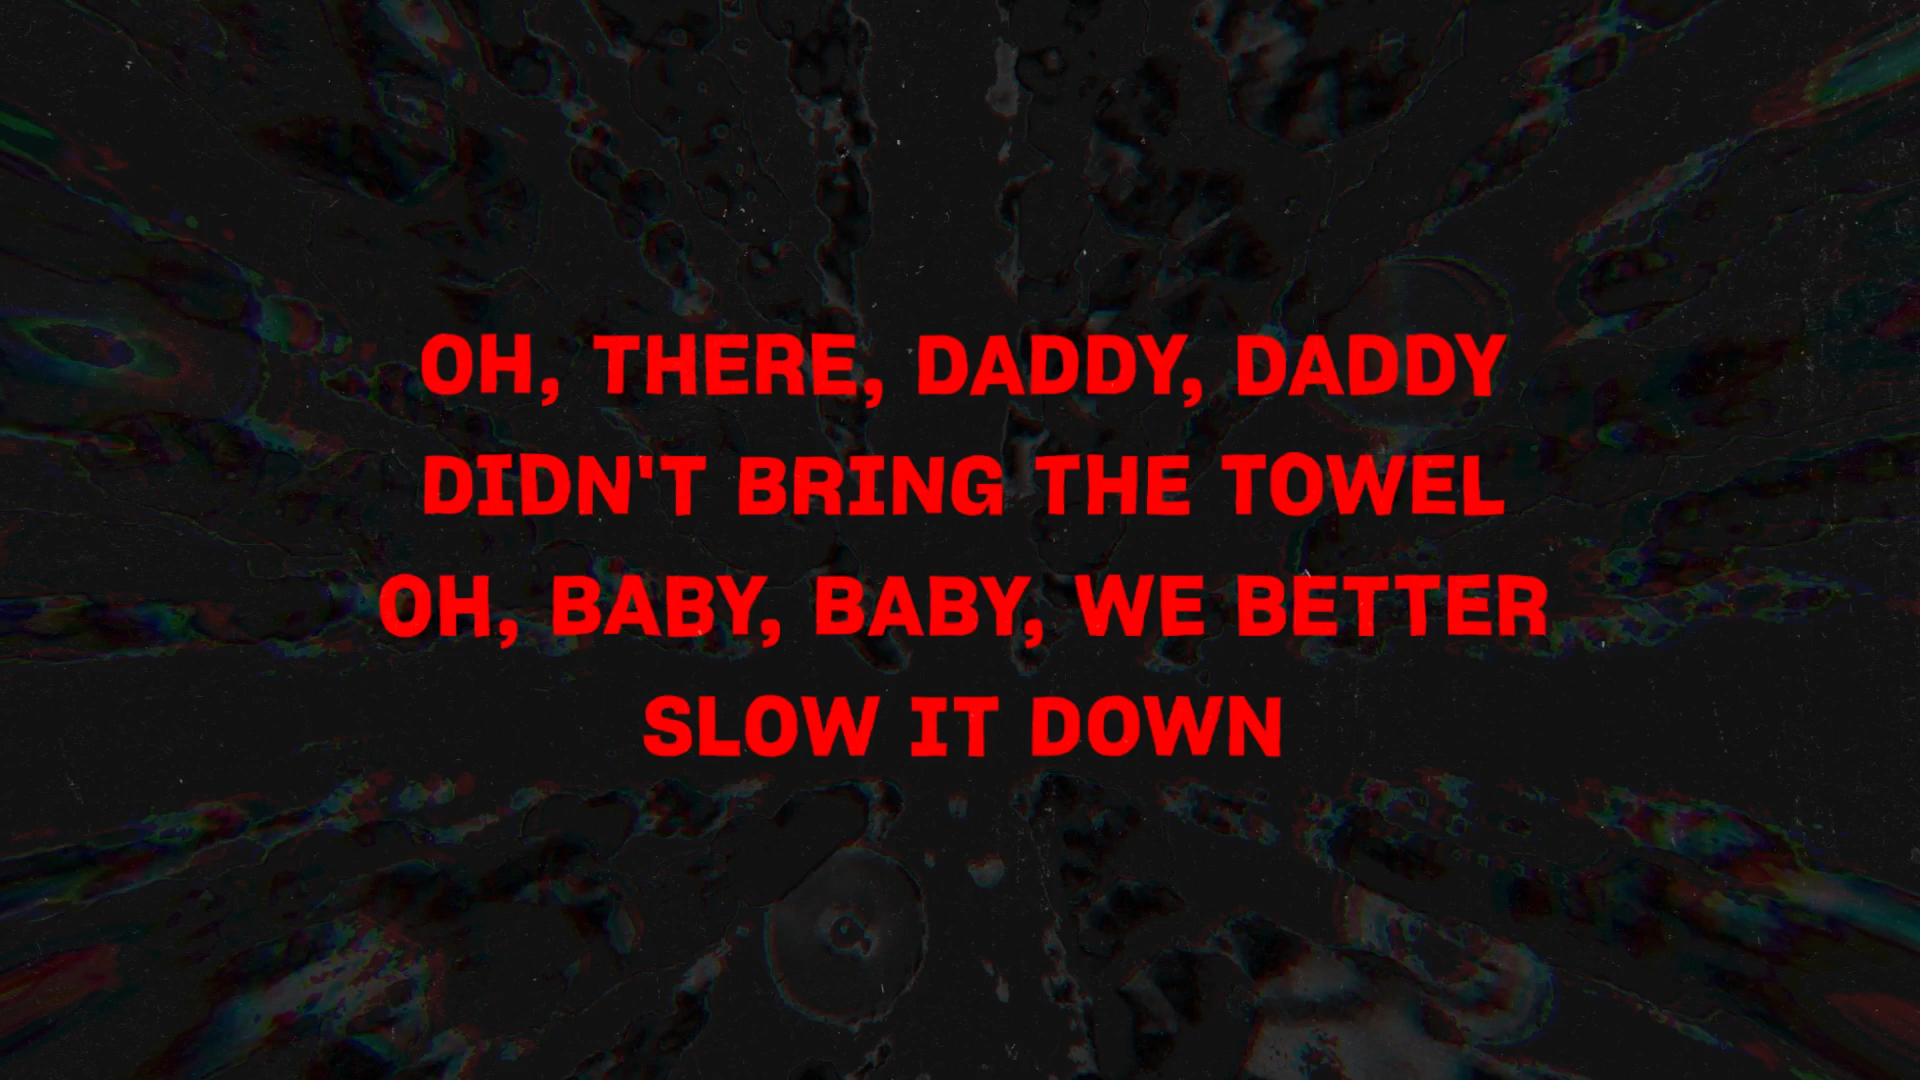 OH, THERE, DADDY, DADDY
DIDN'T BRING THE TOWEL
OH, BABY, BABY, WE BETTER
SLOW IT DOWN